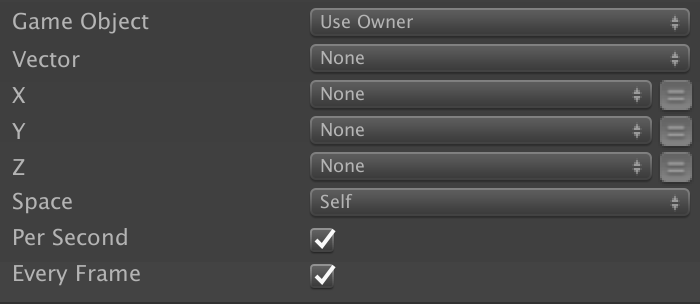 Game Object Use Owner
Vector None
X None =
Y None =
Z None =
Space Self
Per Second
Every Frame